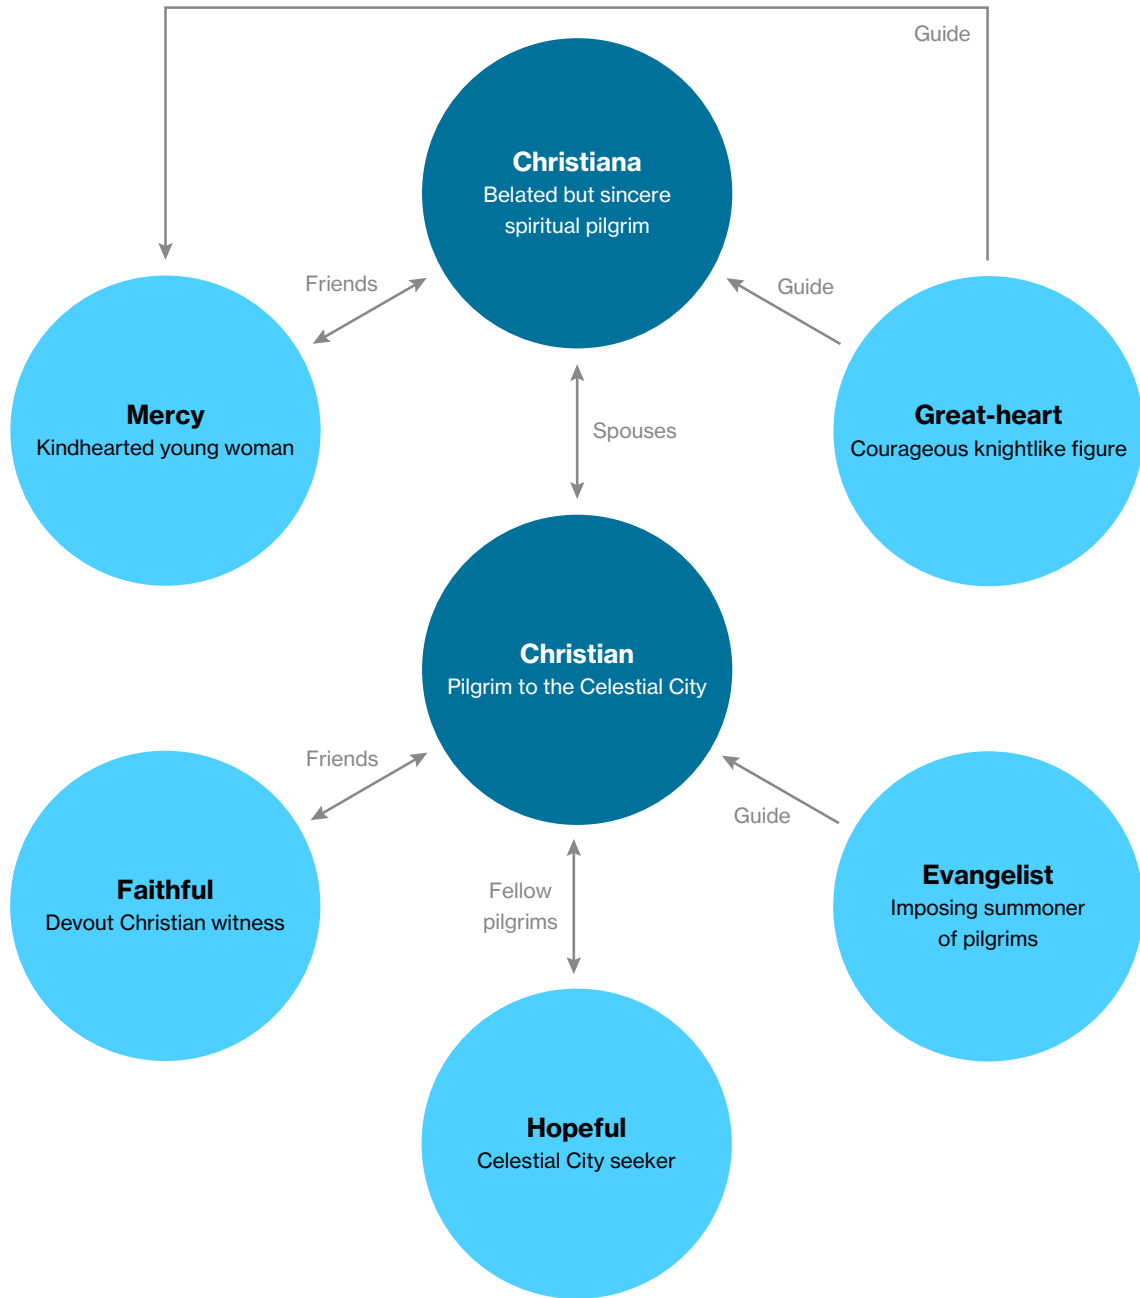 Guide
Christiana
Belated but sincere
spiritual pilgrim
Friends
Guide
Mercy
Kindhearted young woman
Great-heart
Courageous knightlike figure
Spouses
Christian
Pilgrim to the Celestial City
Friends
Guide
Faithful
Devout Christian witness
Fellow
pilgrims
Evangelist
Imposing summoner
of pilgrims
Hopeful
Celestial City seeker